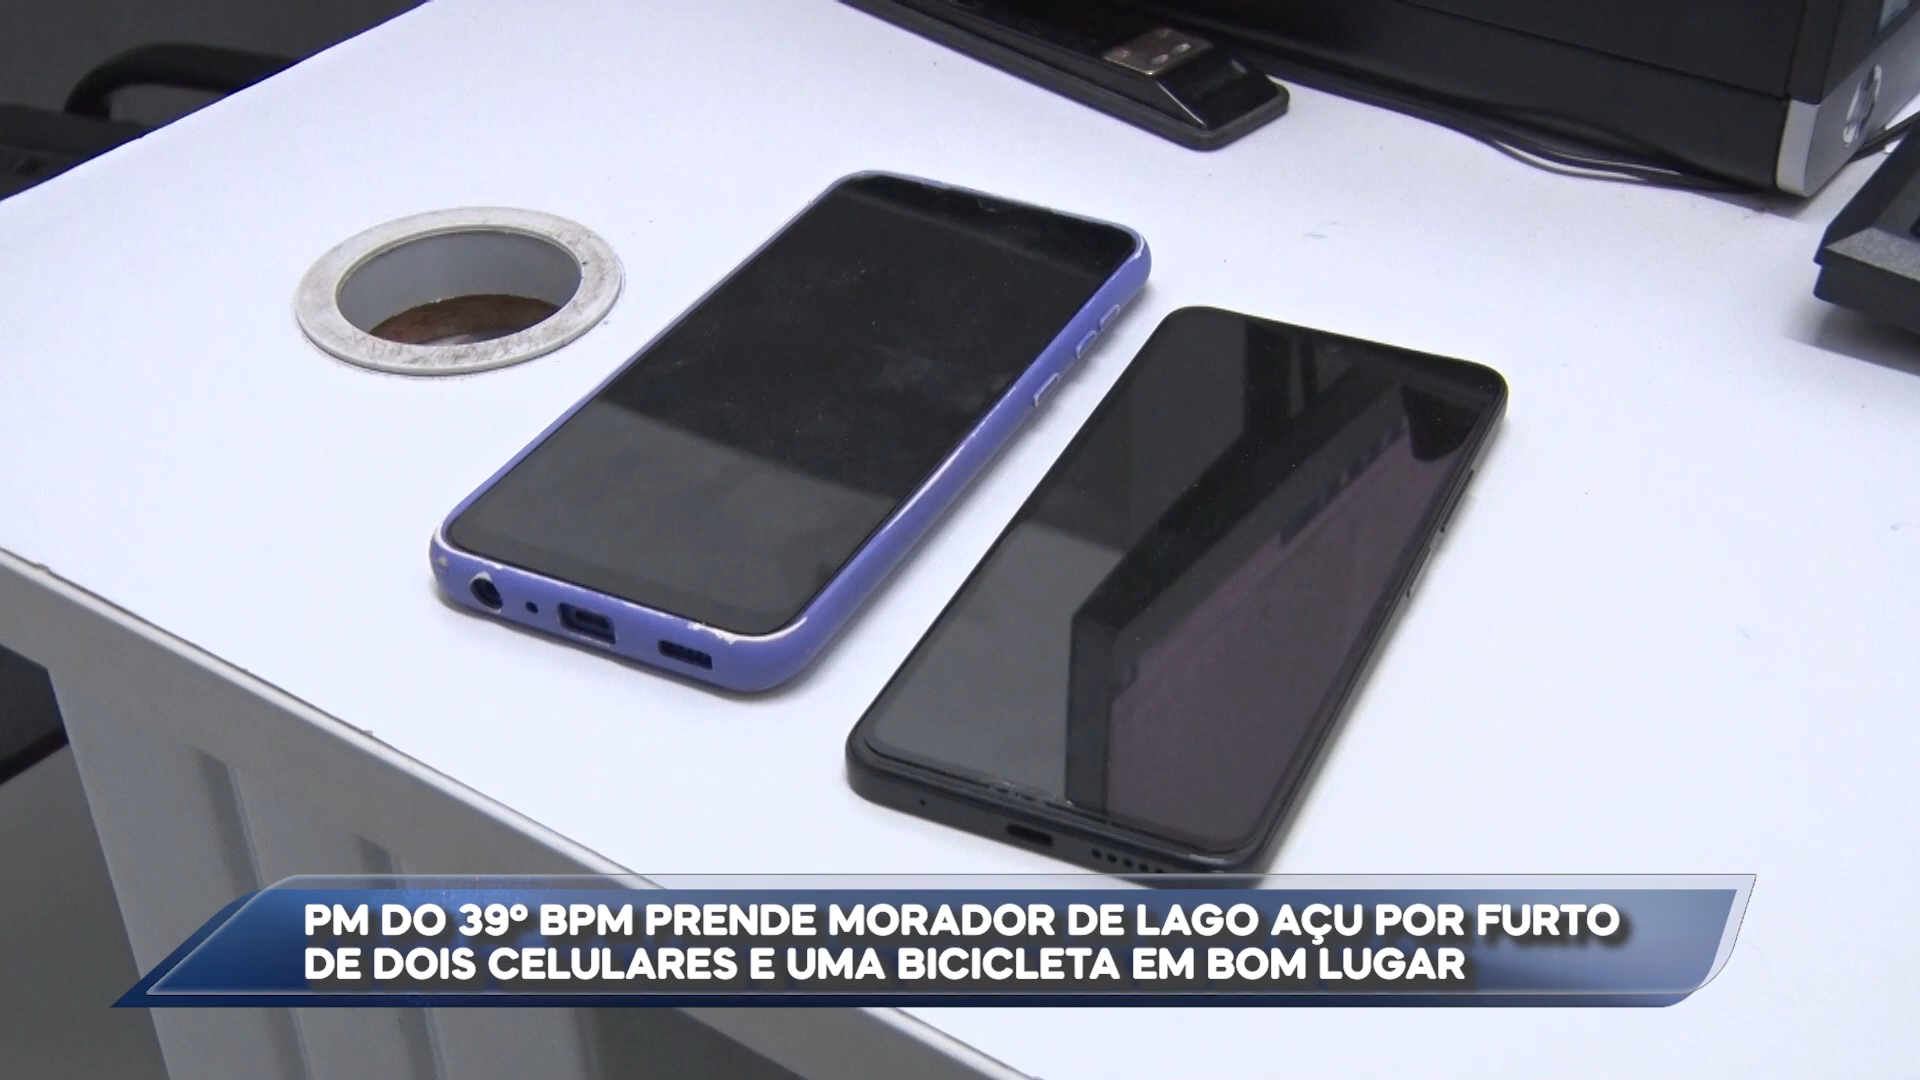 PM DO 39º BPM PRENDE MORADOR DE LAGO AÇU POR FURTO
DE DOIS CELULARES E UMA BICICLETA EM BOM LUGAR